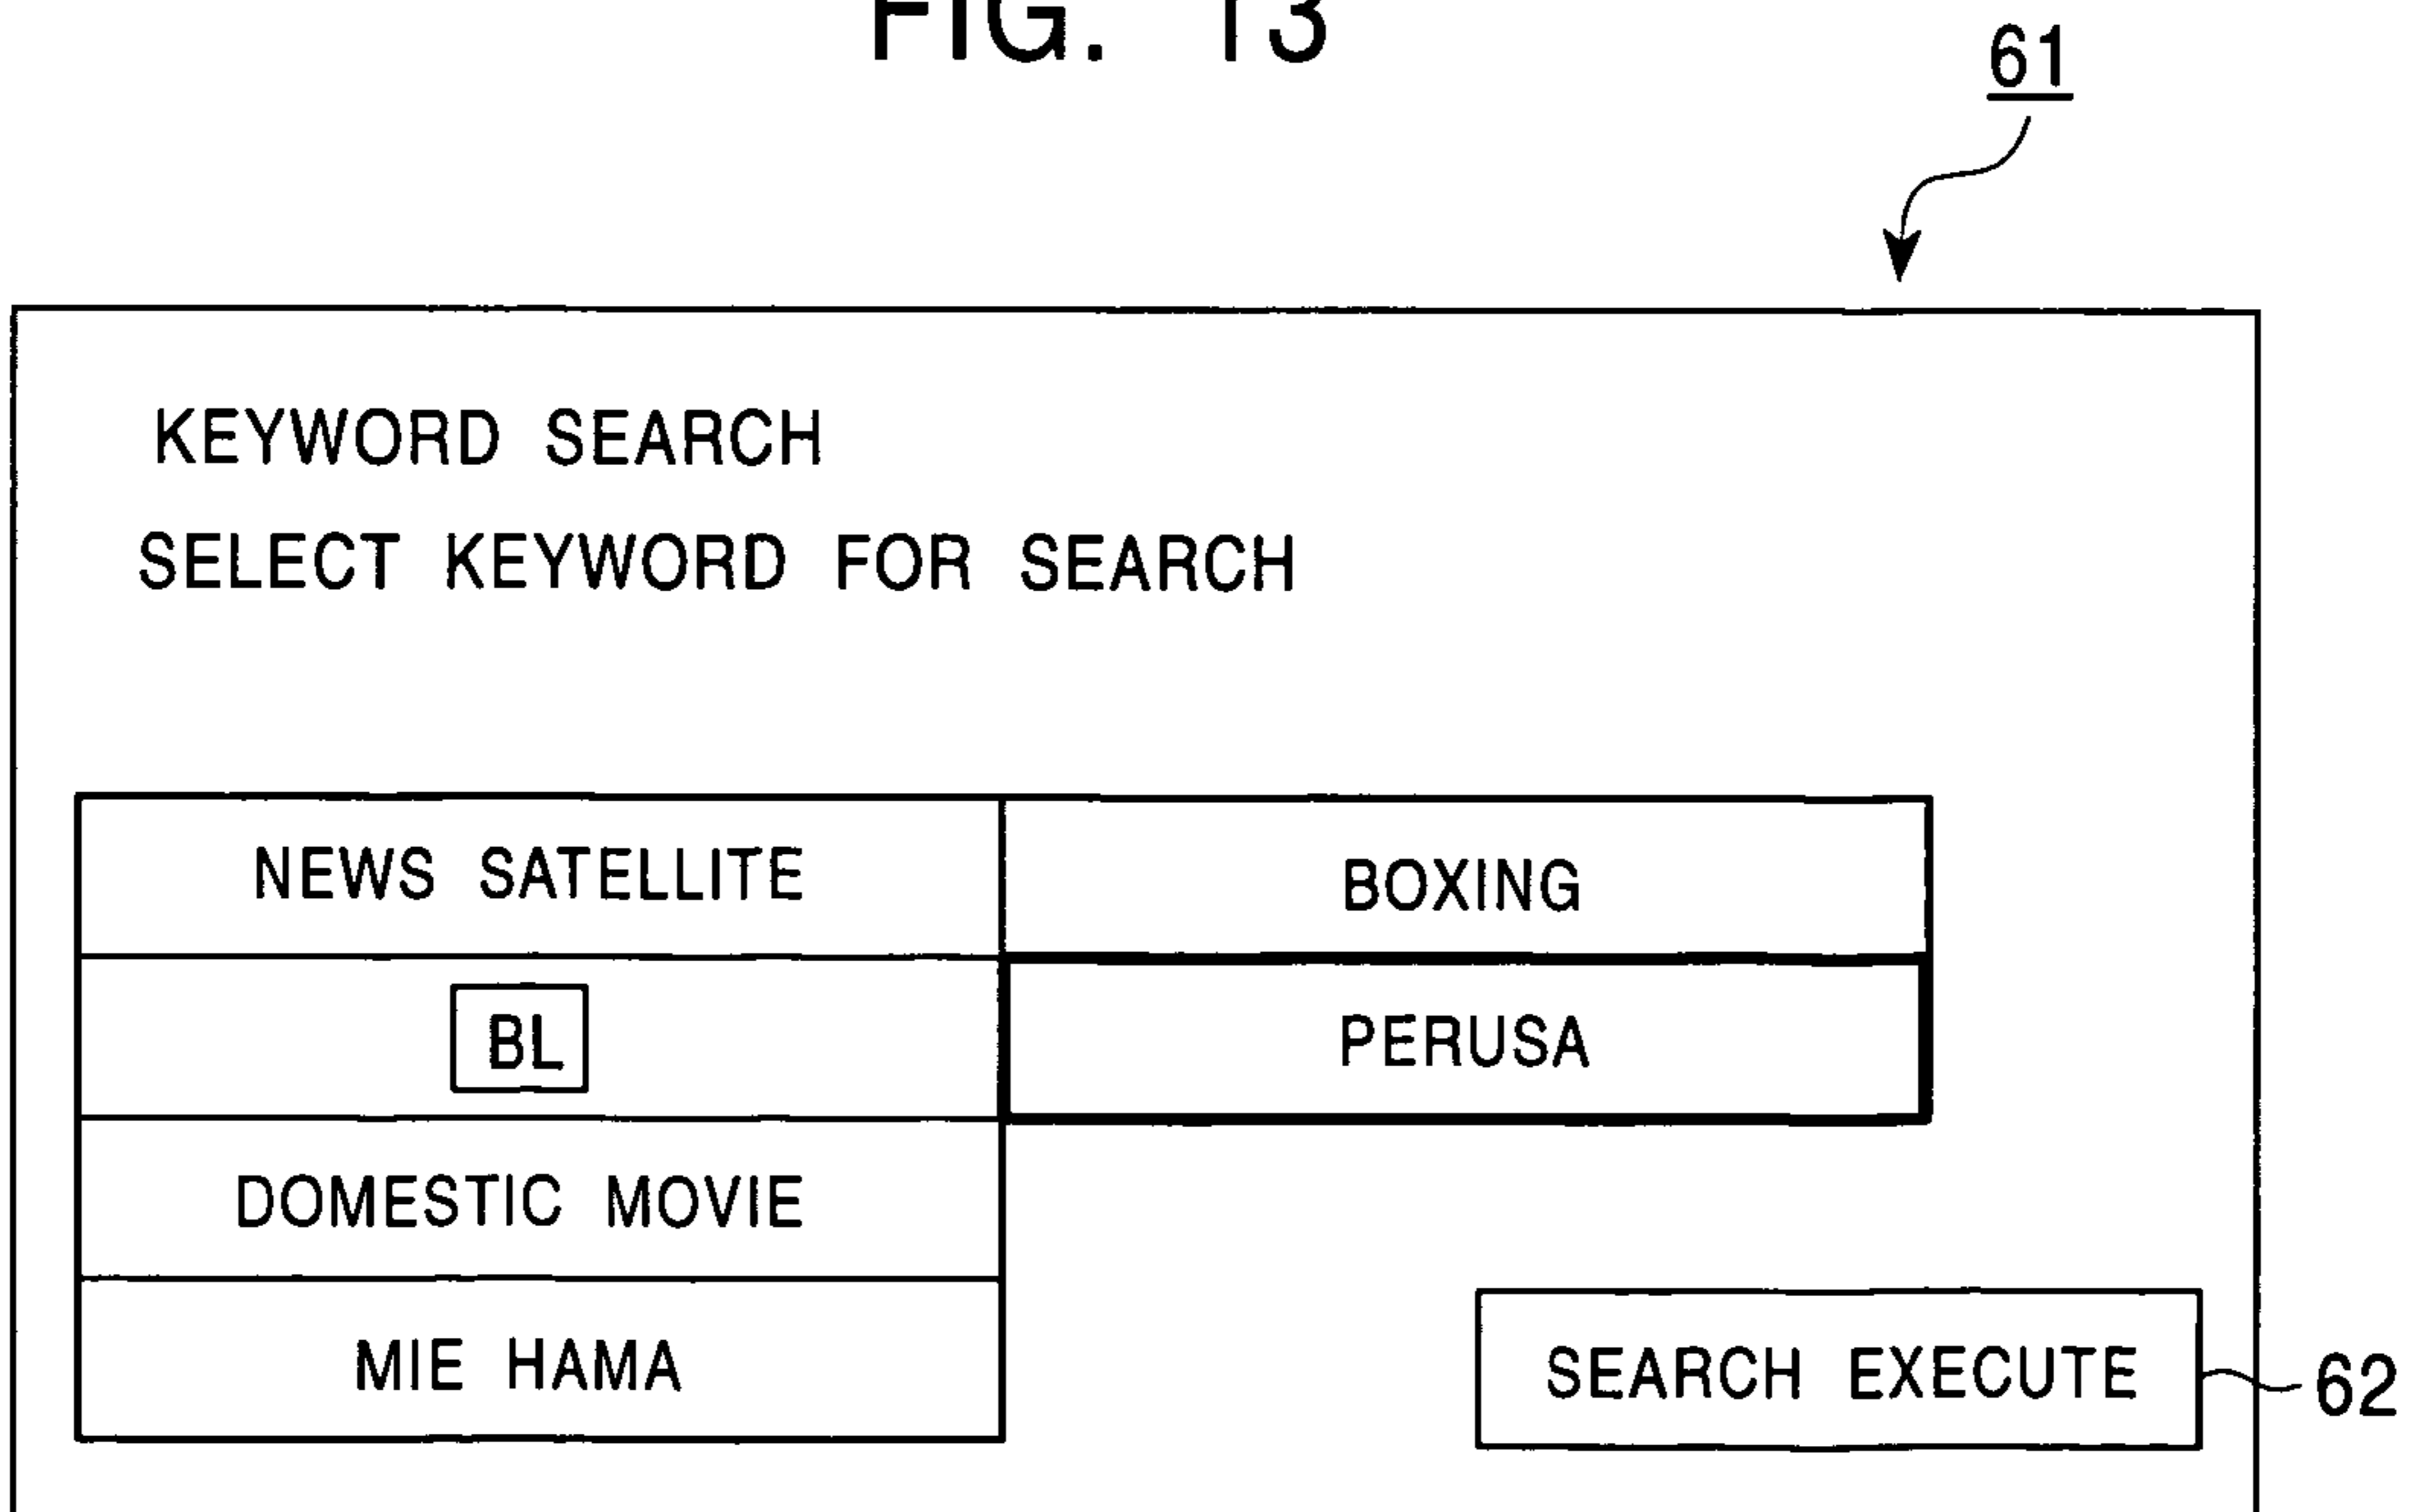 FIG. 13
61
KEYWORD SEARCH
SELECT KEYWORD FOR SEARCH
NEWS SATELLITE BOXING
BL PERUSA
DOMESTIC MOVIE
MIE HAMA
SEARCH EXECUTE 62